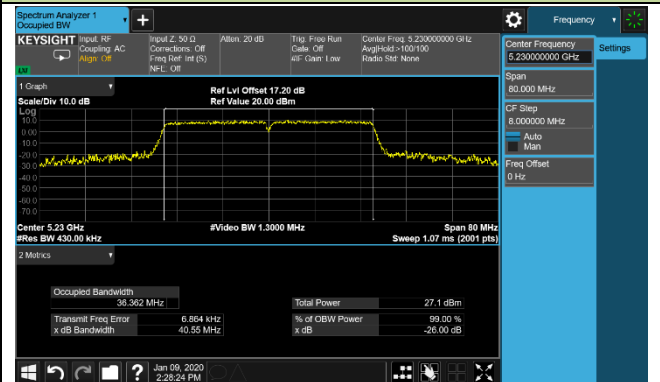 Spectrum Analyzer 1
Occupied BW
Frequency
KEYSIGHT
Input: RF
Coupling: AC
Align: Off
Input Z: 50 Ω
Corrections: Off
Freq Ref: Int (S)
NFE: Off
Atten: 20 dB
Trig: Free Run
Gate: Off
#IF Gain: Low
Center Freq: 5.230000000 GHz
Avg|Hold:>100/100
Radio Std: None
LXI
Center Frequency
5.230000000 GHz
Settings
Span
80.000 MHz
CF Step
8.000000 MHz
Auto
Man
Freq Offset
0 Hz
1 Graph
Scale/Div 10.0 dB
Ref Lvl Offset 17.20 dB
Ref Value 20.00 dBm
Log
10.0
0.00
-10.0
-20.0
-30.0
-40.0
-50.0
-60.0
-70.0
Center 5.23 GHz
#Video BW 1.3000 MHz
Span 80 MHz
#Res BW 430.00 kHz
Sweep 1.07 ms (2001 pts)
2 Metrics
Occupied Bandwidth
36.362 MHz
Total Power 27.1 dBm
Transmit Freq Error 6.864 kHz
% of OBW Power 99.00 %
x dB Bandwidth 40.55 MHz
x dB -26.00 dB
?
Jan 09, 2020
2:28:24 PM